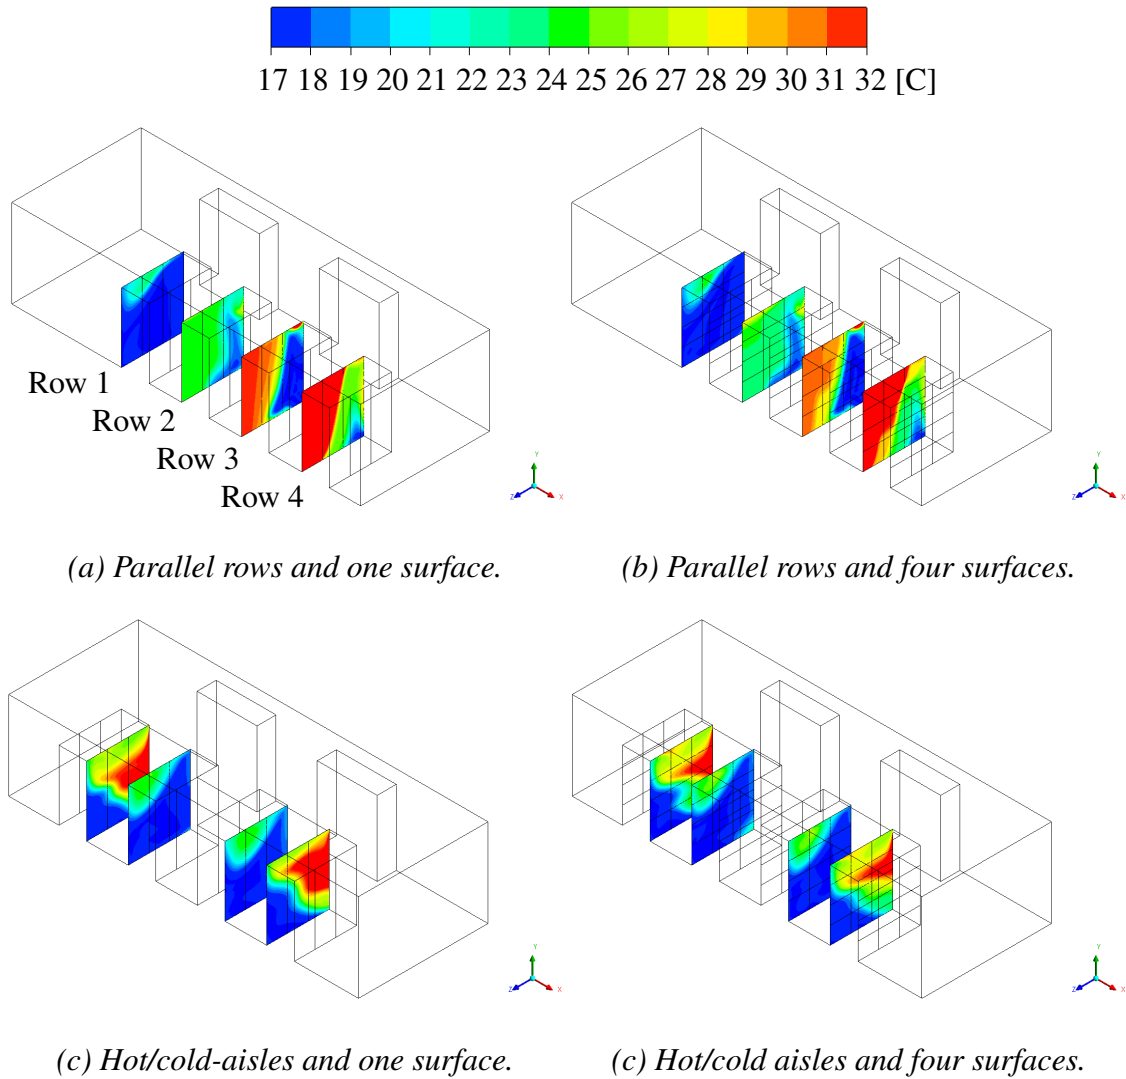 17 18 19 20 21 22 23 24 25 26 27 28 29 30 31 32 [C]
Row 1
Row 2
Row 3
Row 4
Y
Z
X
Y
Z
X
(a) Parallel rows and one surface.
(b) Parallel rows and four surfaces.
Y
Z
X
Y
Z
X
(c) Hot/cold-aisles and one surface.
(c) Hot/cold aisles and four surfaces.